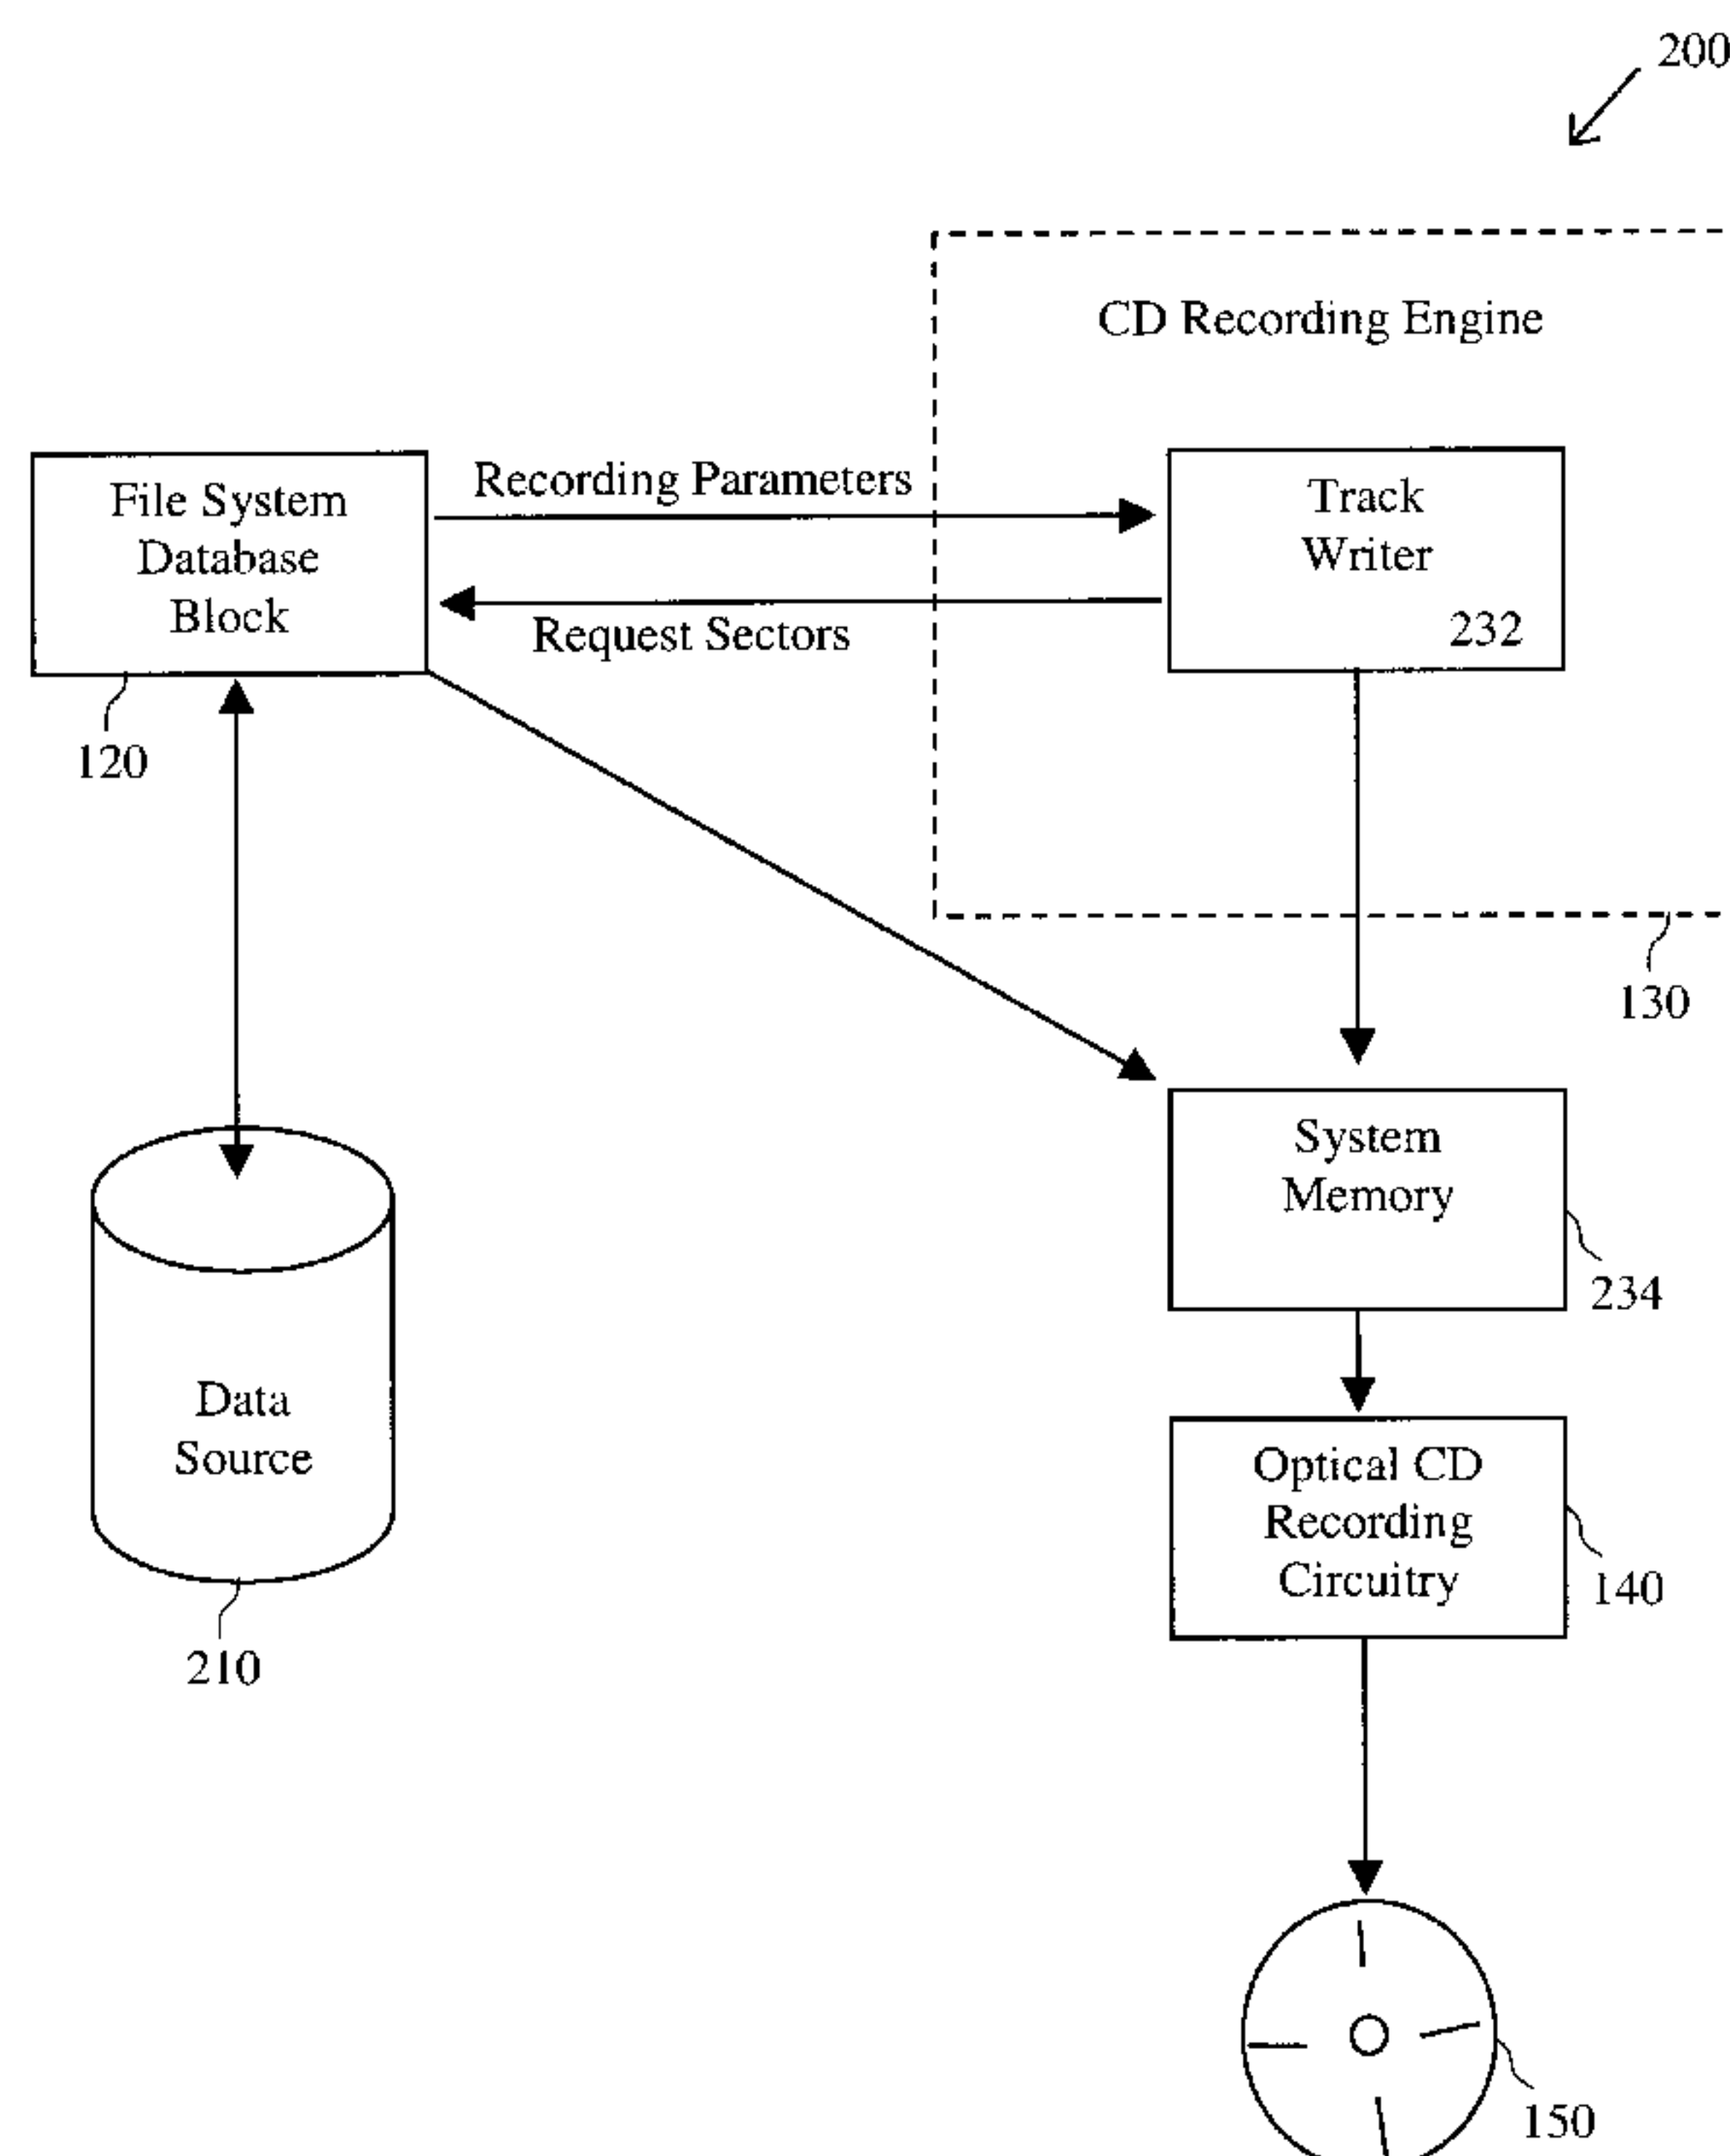 200
CD Recording Engine
File System
Database
Block
Recording Parameters
Request Sectors
Track
Writer
232
120
130
System
Memory
234
Data
Source
Optical CD
Recording
Circuitry
140
210
150